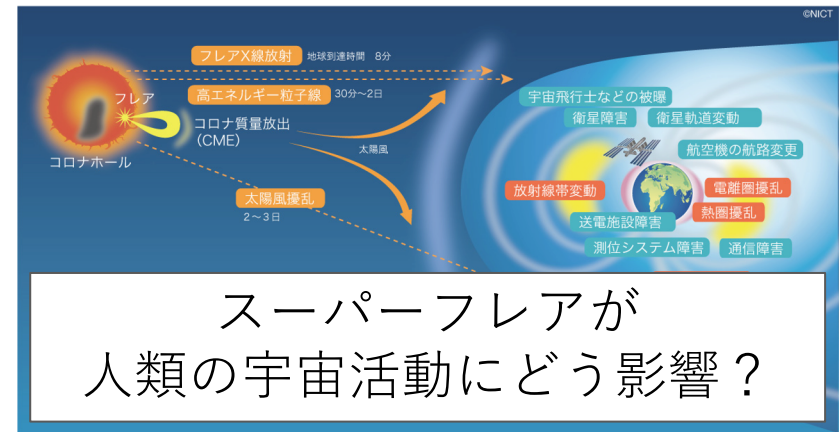 ©NICT
フレアX線放射 地球到達時間 8分
高エネルギー粒子線 30分〜2日
フレア
コロナ質量放出
（CME）
コロナホール
太陽風
太陽風擾乱
2〜3日
宇宙飛行士などの被曝
衛星障害 衛星軌道変動
航空機の航路変更
放射線帯変動
電離圏擾乱
熱圏擾乱
送電施設障害
測位システム障害 通信障害
スーパーフレアが
人類の宇宙活動にどう影響？